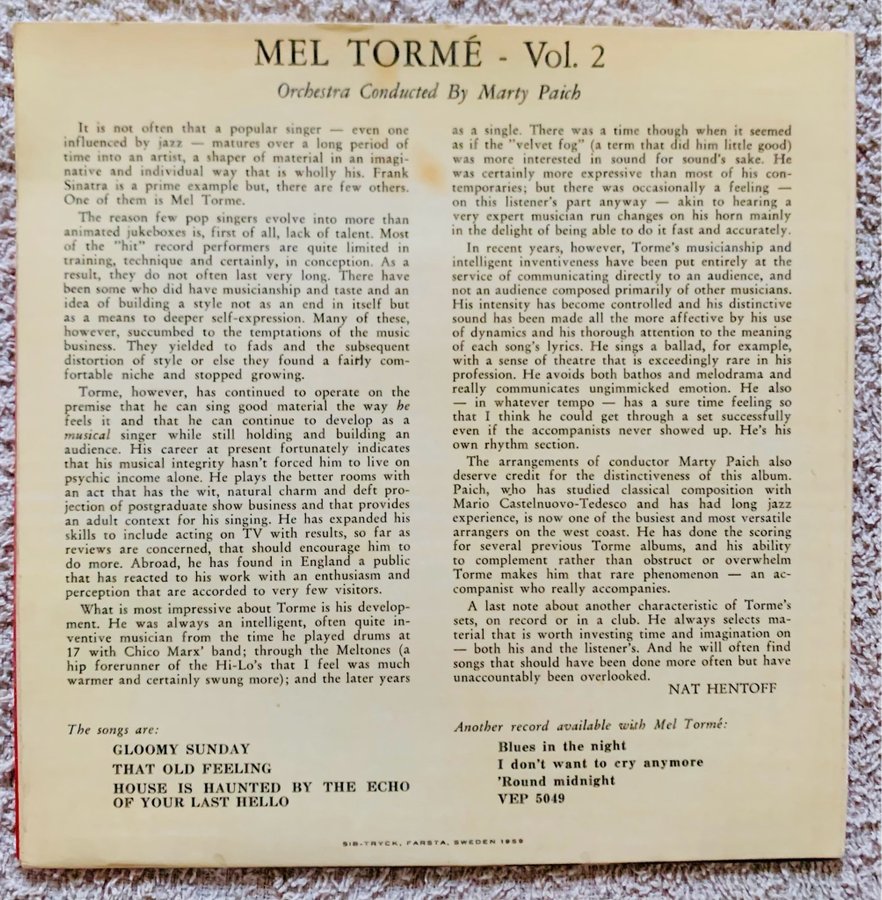 MEL TORMÉ - Vol. 2
Orchestra Conducted By Marty Paich
It is not often that a popular singer — even one
influenced by jazz — matures over a long period of
time into an artist, a shaper of material in an imagi-
native and individual way that is wholly his. Frank
Sinatra is a prime example but, there are few others.
One of them is Mel Torme.
The reason few pop singers evolve into more than
animated jukeboxes is, first of all, lack of talent. Most
of the "hit" record performers are quite limited in
training, technique and certainly, in conception. As a
result, they do not often last very long. There have
been some who did have musicianship and taste and an
idea of building a style not as an end in itself but
as a means to deeper self-expression. Many of these,
however, succumbed to the temptations of the music
business. They yielded to fads and the subsequent
distortion of style or else they found a fairly com-
fortable niche and stopped growing.
Torme, however, has continued to operate on the
premise that he can sing good material the way he
feels it and that he can continue to develop as a
musical singer while still holding and building an
audience. His career at present fortunately indicates
that his musical integrity hasn't forced him to live on
psychic income alone. He plays the better rooms with
an act that has the wit, natural charm and deft pro-
jection of postgraduate show business and that provides
an adult context for his singing. He has expanded his
skills to include acting on TV with results, so far as
reviews are concerned, that should encourage him to
do more. Abroad, he has found in England a public
that has reacted to his work with an enthusiasm and
perception that are accorded to very few visitors.
What is most impressive about Torme is his develop-
ment. He was always an intelligent, often quite in-
ventive musician from the time he played drums at
17 with Chico Marx' band; through the Meltones (a
hip forerunner of the Hi-Lo's that I feel was much
warmer and certainly swung more); and the later years
as a single. There was a time though when it seemed
as if the "velvet fog" (a term that did him little good)
was more interested in sound for sound's sake. He
was certainly more expressive than most of his con-
temporaries; but there was occasionally a feeling —
on this listener's part anyway — akin to hearing a
very expert musician run changes on his horn mainly
in the delight of being able to do it fast and accurately.
In recent years, however, Torme's musicianship and
intelligent inventiveness have been put entirely at the
service of communicating directly to an audience, and
not an audience composed primarily of other musicians.
His intensity has become controlled and his distinctive
sound has been made all the more affective by his use
of dynamics and his thorough attention to the meaning
of each song's lyrics. He sings a ballad, for example,
with a sense of theatre that is exceedingly rare in his
profession. He avoids both bathos and melodrama and
really communicates ungimmicked emotion. He also
— in whatever tempo — has a sure time feeling so
that I think he could get through a set successfully
even if the accompanists never showed up. He's his
own rhythm section.
The arrangements of conductor Marty Paich also
deserve credit for the distinctiveness of this album.
Paich, who has studied classical composition with
Mario Castelnuovo-Tedesco and has had long jazz
experience, is now one of the busiest and most versatile
arrangers on the west coast. He has done the scoring
for several previous Torme albums, and his ability
to complement rather than obstruct or overwhelm
Torme makes him that rare phenomenon — an ac-
companist who really accompanies.
A last note about another characteristic of Torme's
sets, on record or in a club. He always selects ma-
terial that is worth investing time and imagination on
— both his and the listener's. And he will often find
songs that should have been done more often but have
unaccountably been overlooked.
NAT HENTOFF
The songs are:
GLOOMY SUNDAY
THAT OLD FEELING
HOUSE IS HAUNTED BY THE ECHO
OF YOUR LAST HELLO
Another record available with Mel Tormé:
Blues in the night
I don't want to cry anymore
'Round midnight
VEP 5049
SIB-TRYCK, FARSTA, SWEDEN 1959